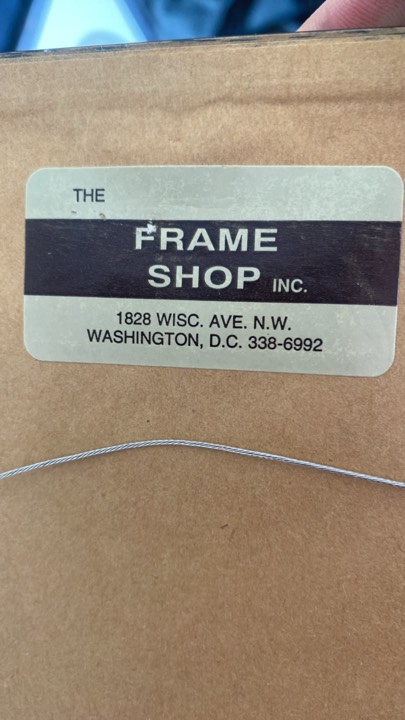 THE
FRAME
SHOP INC.
1828 WISC. AVE. N.W.
WASHINGTON, D.C. 338-6992